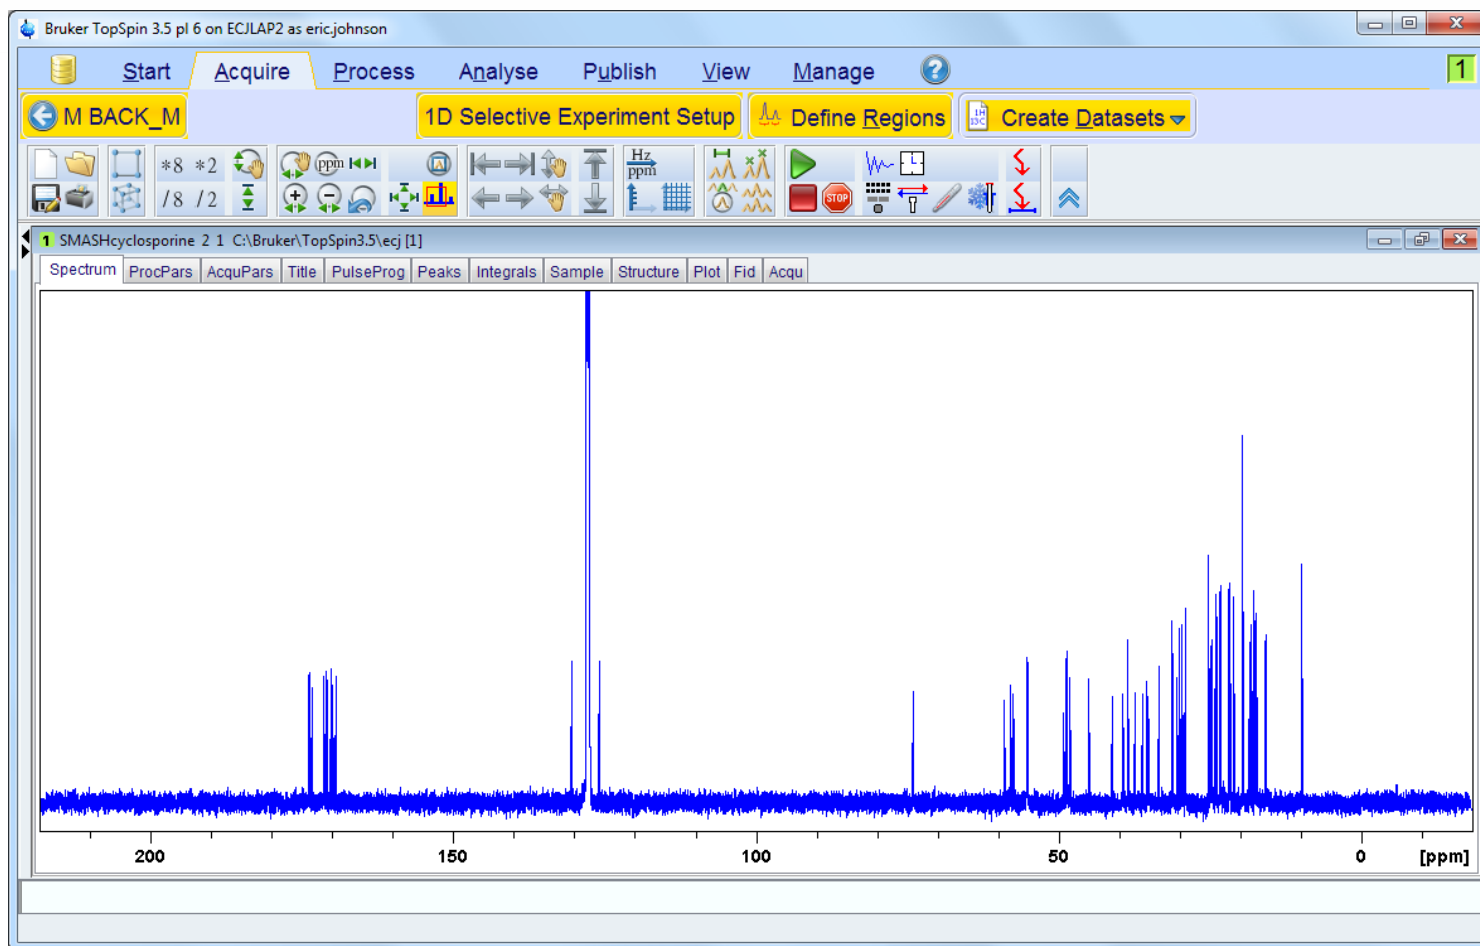 Bruker TopSpin 3.5 pl 6 on ECJLAP2 as eric.johnson
Start Acquire Process Analyse Publish View Manage ? 1
M BACK_M 1D Selective Experiment Setup Define Regions 1H 13C Create Datasets
*8 *2 ppm Hz ppm
/8 /2 STOP
1 SMASHcyclosporine 2 1 C:\Bruker\TopSpin3.5\ecj [1]
Spectrum ProcPars AcquPars Title PulseProg Peaks Integrals Sample Structure Plot Fid Acqu
200 150 100 50 0 [ppm]